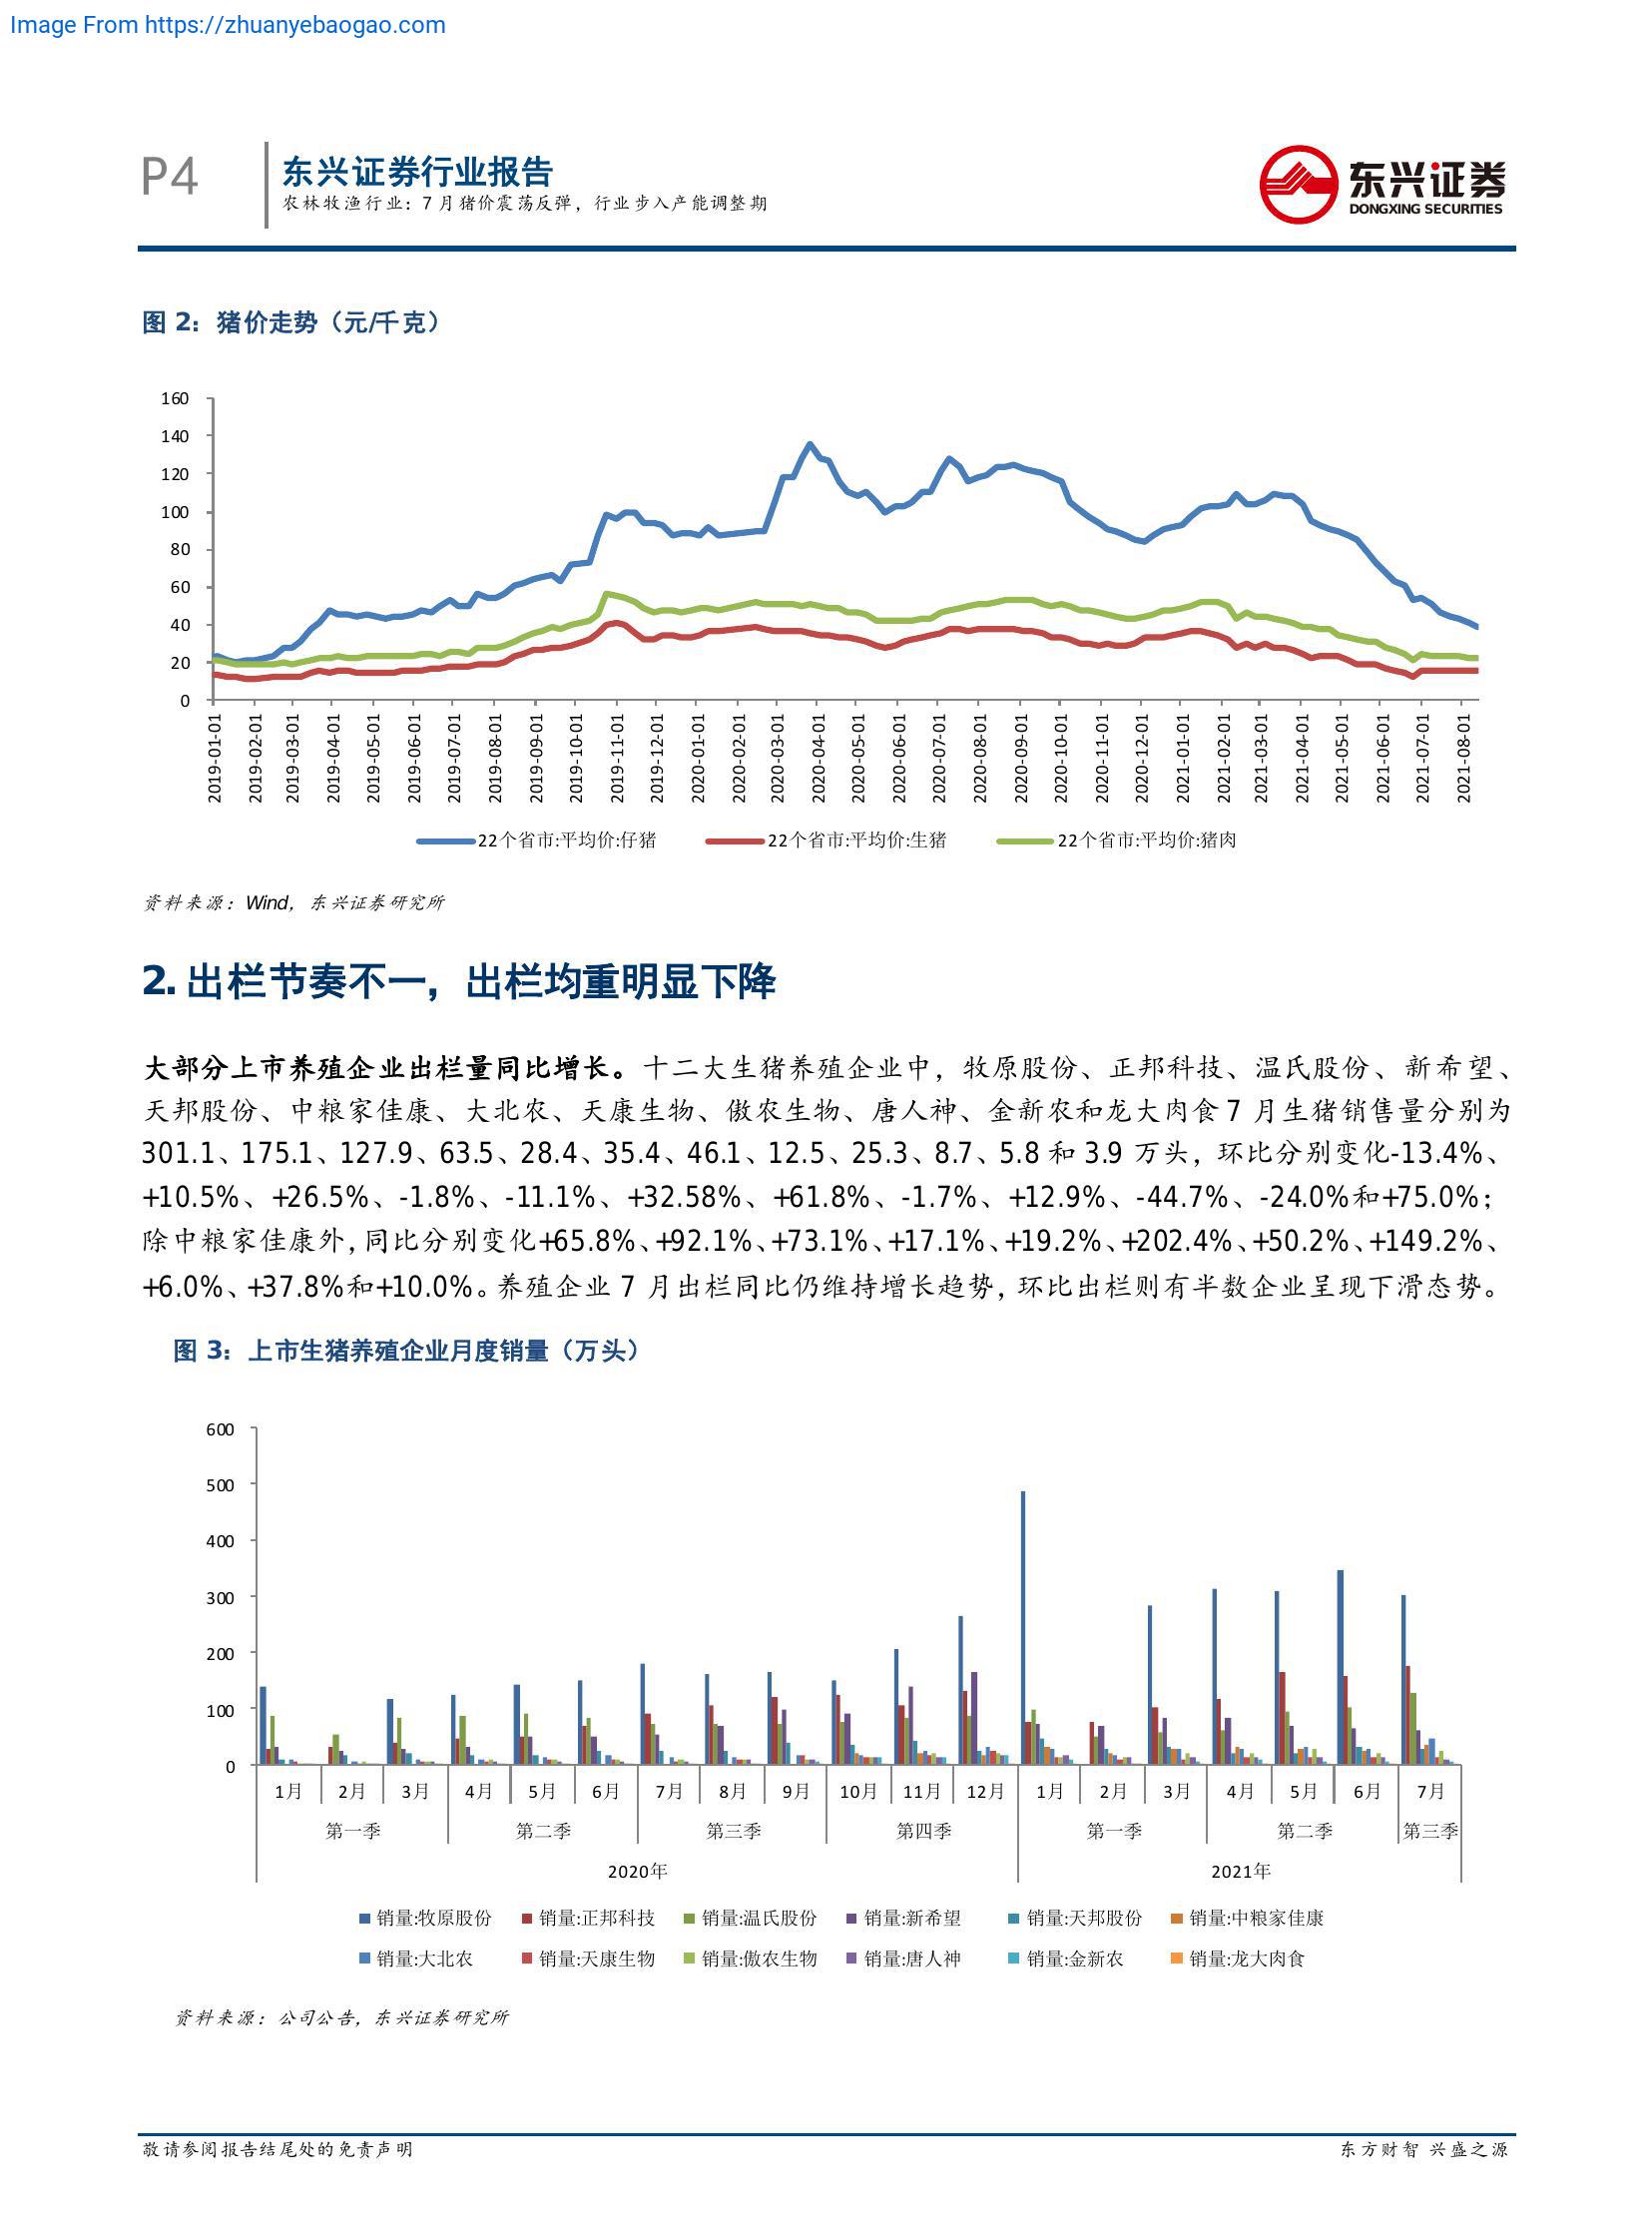 Image From https://zhuanyebaogao.com
P4
东兴证券行业报告
农林牧渔行业：7 月猪价震荡反弹，行业步入产能调整期
东兴证券
DONGXING SECURITIES
图 2：猪价走势（元/千克）
160
140
120
100
80
60
40
20
0
2019-01-01 2019-02-01 2019-03-01 2019-04-01 2019-05-01 2019-06-01 2019-07-01 2019-08-01 2019-09-01 2019-10-01 2019-11-01 2019-12-01 2020-01-01 2020-02-01 2020-03-01 2020-04-01 2020-05-01 2020-06-01 2020-07-01 2020-08-01 2020-09-01 2020-10-01 2020-11-01 2020-12-01 2021-01-01 2021-02-01 2021-03-01 2021-04-01 2021-05-01 2021-06-01 2021-07-01 2021-08-01
22个省市:平均价:仔猪 22个省市:平均价:生猪 22个省市:平均价:猪肉
资料来源：Wind，东兴证券研究所
2. 出栏节奏不一，出栏均重明显下降
大部分上市养殖企业出栏量同比增长。十二大生猪养殖企业中，牧原股份、正邦科技、温氏股份、新希望、
天邦股份、中粮家佳康、大北农、天康生物、傲农生物、唐人神、金新农和龙大肉食 7 月生猪销售量分别为
301.1、175.1、127.9、63.5、28.4、35.4、46.1、12.5、25.3、8.7、5.8 和 3.9 万头，环比分别变化-13.4%、
+10.5%、+26.5%、-1.8%、-11.1%、+32.58%、+61.8%、-1.7%、+12.9%、-44.7%、-24.0%和+75.0%；
除中粮家佳康外，同比分别变化+65.8%、+92.1%、+73.1%、+17.1%、+19.2%、+202.4%、+50.2%、+149.2%、
+6.0%、+37.8%和+10.0%。养殖企业 7 月出栏同比仍维持增长趋势，环比出栏则有半数企业呈现下滑态势。
图 3：上市生猪养殖企业月度销量（万头）
600
500
400
300
200
100
0
1月 2月 3月 4月 5月 6月 7月 8月 9月 10月 11月 12月 1月 2月 3月 4月 5月 6月 7月
第一季 第二季 第三季 第四季 第一季 第二季 第三季
2020年 2021年
销量:牧原股份 销量:正邦科技 销量:温氏股份 销量:新希望 销量:天邦股份 销量:中粮家佳康
销量:大北农 销量:天康生物 销量:傲农生物 销量:唐人神 销量:金新农 销量:龙大肉食
资料来源：公司公告，东兴证券研究所
敬请参阅报告结尾处的免责声明
东方财智 兴盛之源